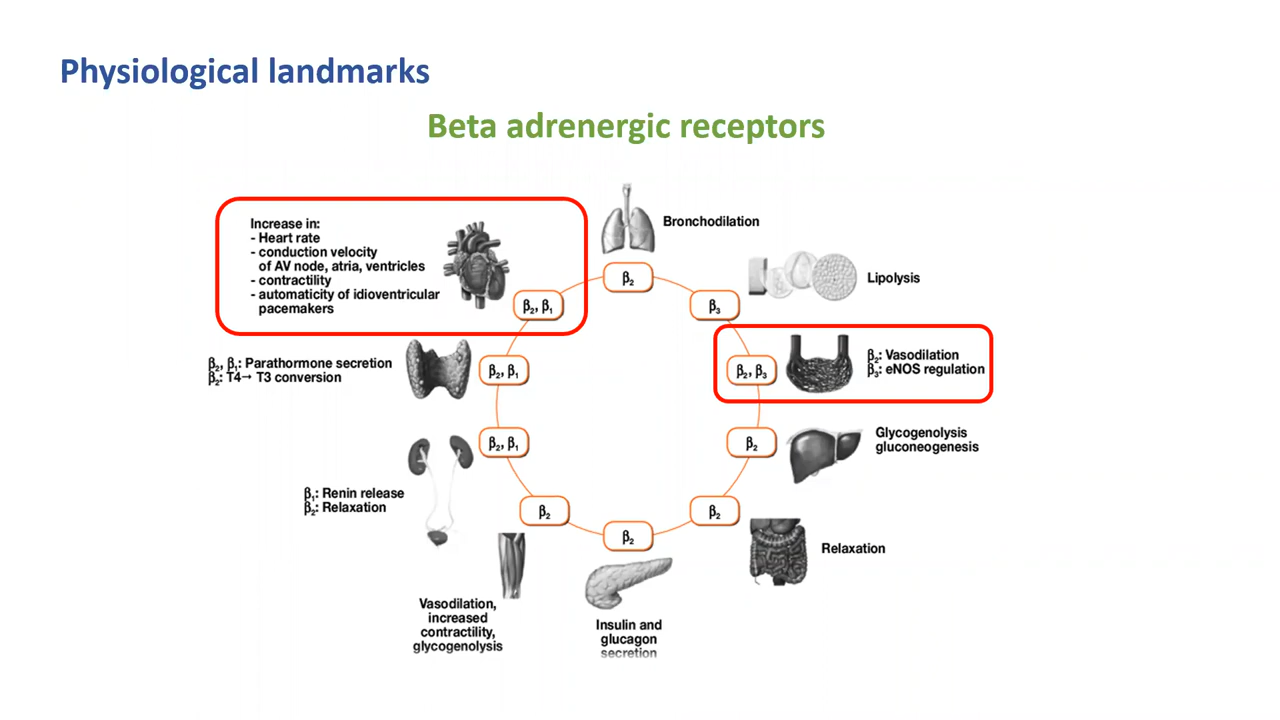 Physiological landmarks
Beta adrenergic receptors
Increase in:
- Heart rate
- conduction velocity
of AV node, atria, ventricles
- contractility
- automaticity of idioventricular
pacemakers
β₂, β₁
Bronchodilation
β₂
Lipolysis
β₃
β₂: Vasodilation
β₃: eNOS regulation
β₂, β₃
β₂, β₁: Parathormone secretion
β₂: T4→ T3 conversion
β₂, β₁
Glycogenolysis
gluconeogenesis
β₂
β₂, β₁
β₁: Renin release
β₂: Relaxation
β₂
β₂
β₂
Relaxation
Vasodilation,
increased
contractility,
glycogenolysis
Insulin and
glucagon
secretion